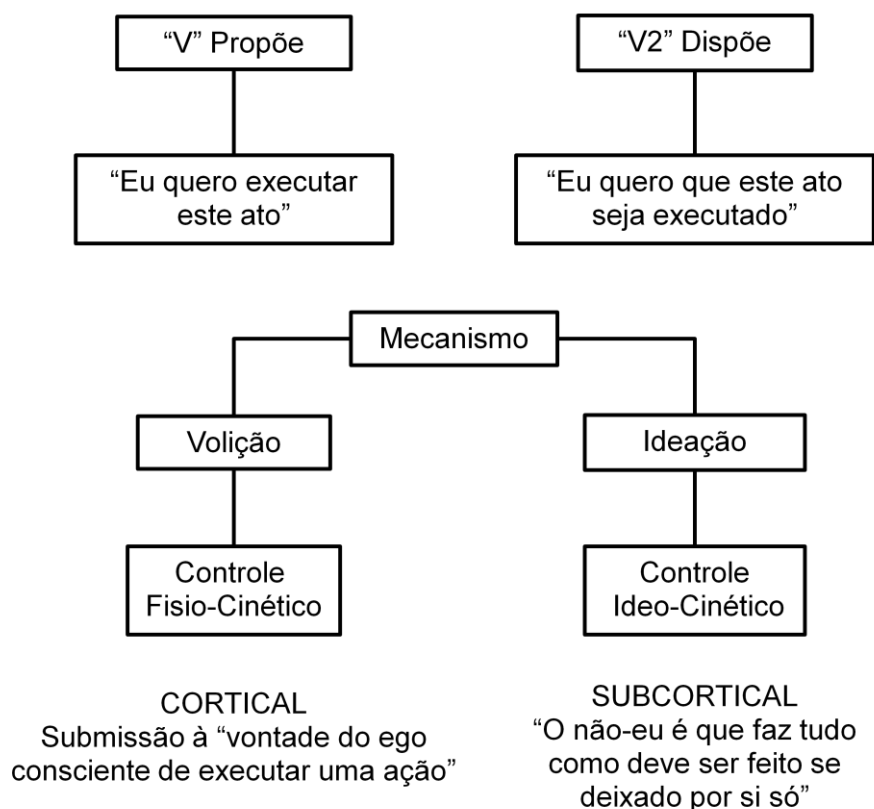 “V” Propõe
“V2” Dispõe
“Eu quero executar
este ato”
“Eu quero que este ato
seja executado”
Mecanismo
Volição
Ideação
Controle
Fisio-Cinético
Controle
Ideo-Cinético
CORTICAL
Submissão à “vontade do ego
consciente de executar uma ação”
SUBCORTICAL
“O não-eu é que faz tudo
como deve ser feito se
deixado por si só”